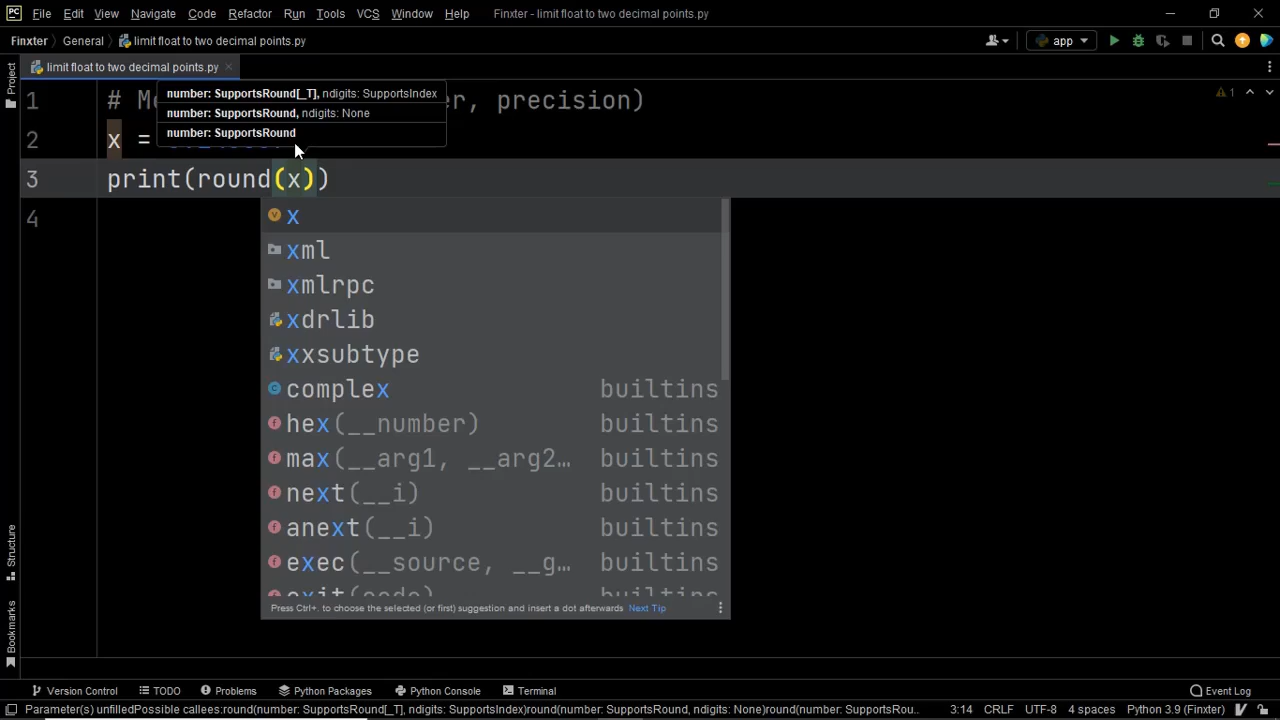 File Edit View Navigate Code Refactor Run Tools VCS Window Help Finxter - limit float to two decimal points.py
Finxter General limit float to two decimal points.py app
Project
limit float to two decimal points.py
1 # M er, precision)
number: SupportsRound[_T], ndigits: SupportsIndex
number: SupportsRound, ndigits: None
number: SupportsRound
1
2 x =
3 print(round(x))
4
x
xml
xmlrpc
xdrlib
xxsubtype
complex builtins
hex(__number) builtins
max(__arg1, __arg2… builtins
next(__i) builtins
anext(__i) builtins
exec(__source, __g… builtins
Press Ctrl+. to choose the selected (or first) suggestion and insert a dot afterwards Next Tip
Structure
Bookmarks
Version Control TODO Problems Python Packages Python Console Terminal Event Log
Parameter(s) unfilledPossible callees:round(number: SupportsRound[_T], ndigits: SupportsIndex)round(number: SupportsRound, ndigits: None)round(number: SupportsRou.. 3:14 CRLF UTF-8 4 spaces Python 3.9 (Finxter)